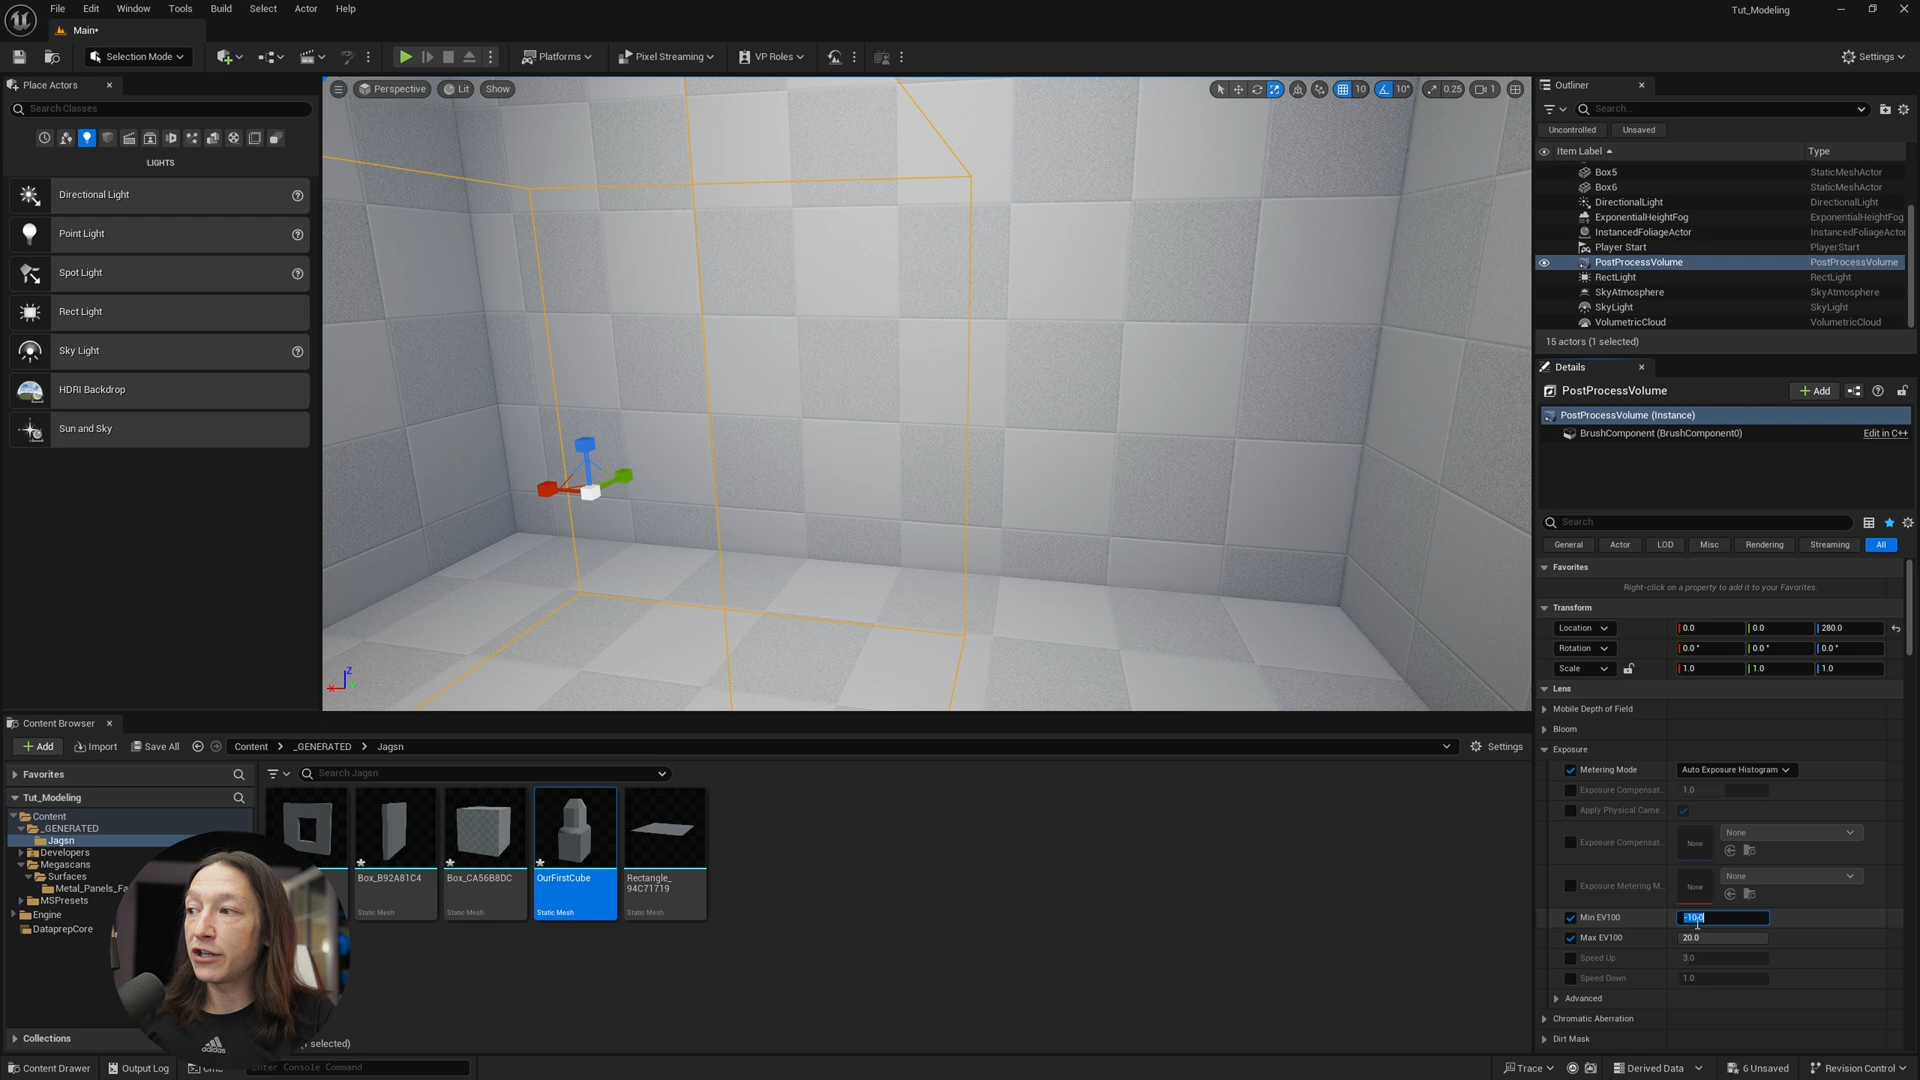 File Edit Window Tools Build Select Actor Help
Tut_Modeling
Main•
Selection Mode
Platforms
Pixel Streaming
VP Roles
Settings
Place Actors
Search Classes
LIGHTS
Directional Light
Point Light
Spot Light
Rect Light
Sky Light
HDRI Backdrop
Sun and Sky
Perspective Lit Show
10 10° 0.25 1
Z
X
Outliner
Search...
Uncontrolled Unsaved
Item Label Type
Box5 StaticMeshActor
Box6 StaticMeshActor
DirectionalLight DirectionalLight
ExponentialHeightFog ExponentialHeightFog
InstancedFoliageActor InstancedFoliageActor
Player Start PlayerStart
PostProcessVolume PostProcessVolume
RectLight RectLight
SkyAtmosphere SkyAtmosphere
SkyLight SkyLight
VolumetricCloud VolumetricCloud
15 actors (1 selected)
Details
PostProcessVolume
Add
PostProcessVolume (Instance)
BrushComponent (BrushComponent0) Edit in C++
Search
General Actor LOD Misc Rendering Streaming All
Favorites
Right-click on a property to add it to your Favorites.
Transform
Location 0.0 0.0 280.0
Rotation 0.0 ° 0.0 ° 0.0 °
Scale 1.0 1.0 1.0
Lens
Mobile Depth of Field
Bloom
Exposure
Metering Mode Auto Exposure Histogram
Exposure Compensat... 1.0
Apply Physical Came...
None
Exposure Compensat... None
None
Exposure Metering M... None
Min EV100 -10.0
Max EV100 20.0
Speed Up 3.0
Speed Down 1.0
Advanced
Chromatic Aberration
Dirt Mask
Content Browser
Add Import Save All Content _GENERATED Jagsn Settings
Favorites
Search Jagsn
Tut_Modeling
Content
_GENERATED
Jagsn
Developers
Megascans
Surfaces
Metal_Panels_Fa
MSPresets
Engine
DataprepCore
Collections
Box_B92A81C4
Static Mesh
Box_CA56B8DC
Static Mesh
OurFirstCube
Static Mesh
Rectangle_
94C71719
Static Mesh
selected)
adidas
Content Drawer Output Log Cmd Enter Console Command
Trace Derived Data 6 Unsaved Revision Control